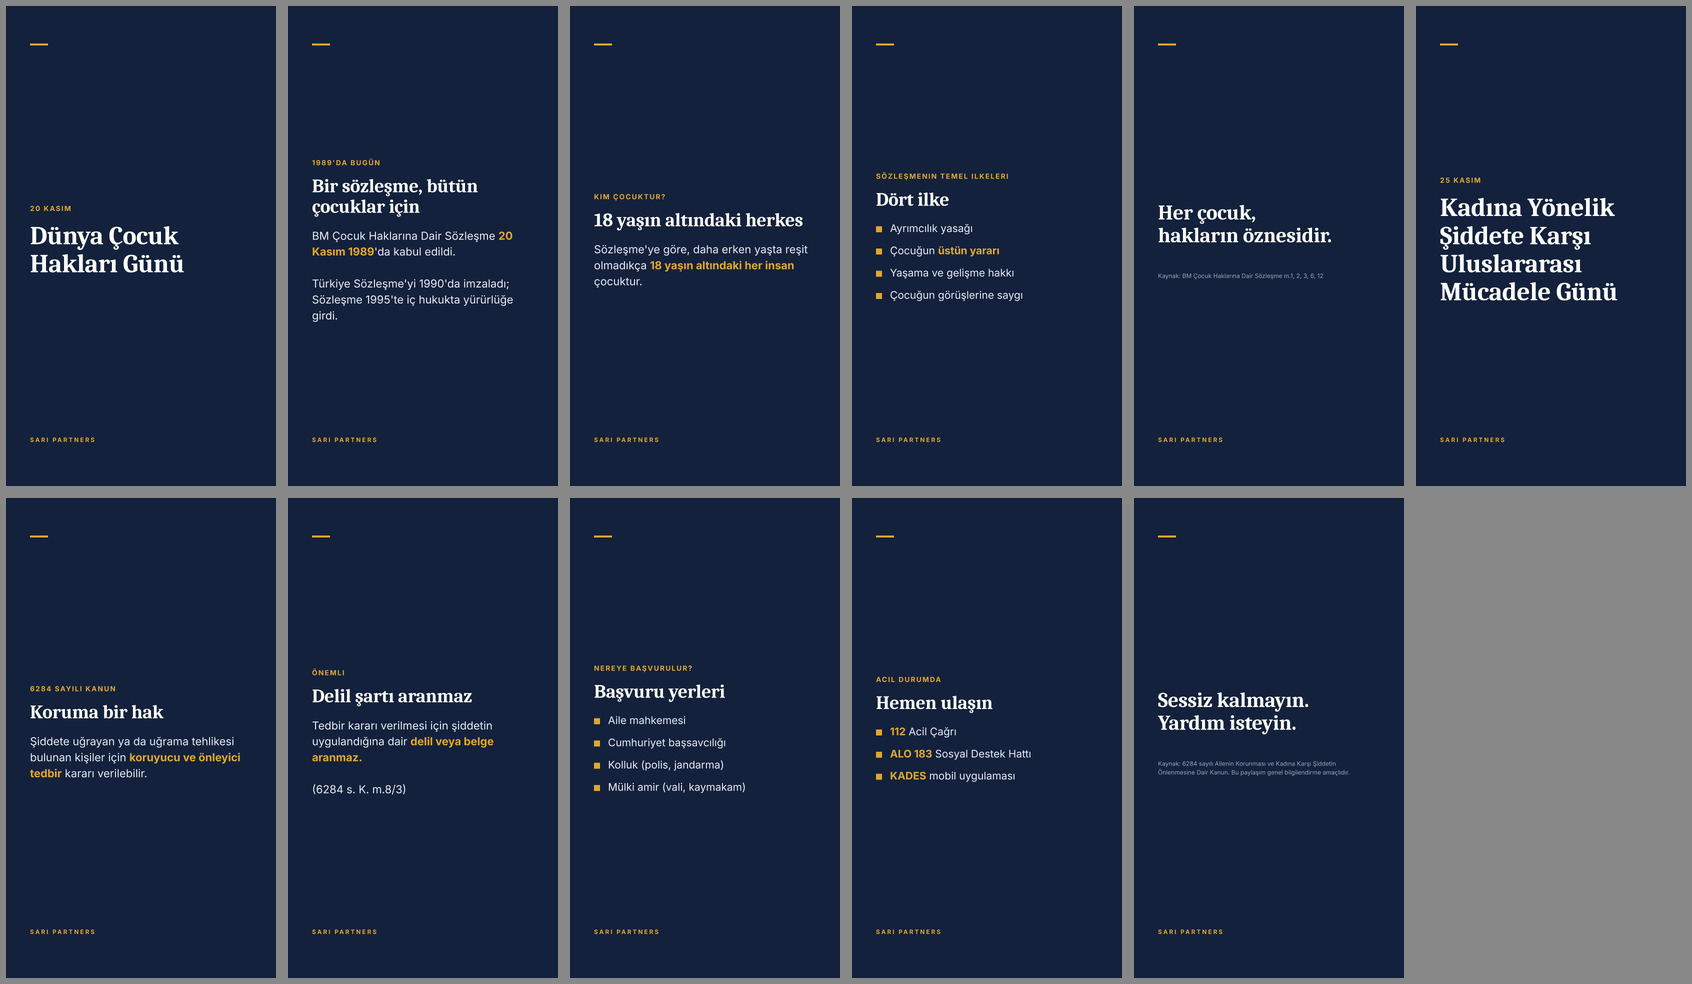 20 KASIM
Dünya Çocuk
Hakları Günü
SARI PARTNERS
1989'DA BUGÜN
Bir sözleşme, bütün
çocuklar için
BM Çocuk Haklarına Dair Sözleşme 20
Kasım 1989'da kabul edildi.
Türkiye Sözleşme'yi 1990'da imzaladı;
Sözleşme 1995'te iç hukukta yürürlüğe
girdi.
SARI PARTNERS
KIM ÇOCUKTUR?
18 yaşın altındaki herkes
Sözleşme'ye göre, daha erken yaşta reşit
olmadıkça 18 yaşın altındaki her insan
çocuktur.
SARI PARTNERS
SÖZLEŞMENIN TEMEL ILKELERI
Dört ilke
Ayrımcılık yasağı
Çocuğun üstün yararı
Yaşama ve gelişme hakkı
Çocuğun görüşlerine saygı
SARI PARTNERS
Her çocuk,
hakların öznesidir.
Kaynak: BM Çocuk Haklarına Dair Sözleşme m.1, 2, 3, 6, 12
SARI PARTNERS
25 KASIM
Kadına Yönelik
Şiddete Karşı
Uluslararası
Mücadele Günü
SARI PARTNERS
6284 SAYILI KANUN
Koruma bir hak
Şiddete uğrayan ya da uğrama tehlikesi
bulunan kişiler için koruyucu ve önleyici
tedbir kararı verilebilir.
SARI PARTNERS
ÖNEMLI
Delil şartı aranmaz
Tedbir kararı verilmesi için şiddetin
uygulandığına dair delil veya belge
aranmaz.
(6284 s. K. m.8/3)
SARI PARTNERS
NEREYE BAŞVURULUR?
Başvuru yerleri
Aile mahkemesi
Cumhuriyet başsavcılığı
Kolluk (polis, jandarma)
Mülki amir (vali, kaymakam)
SARI PARTNERS
ACIL DURUMDA
Hemen ulaşın
112 Acil Çağrı
ALO 183 Sosyal Destek Hattı
KADES mobil uygulaması
SARI PARTNERS
Sessiz kalmayın.
Yardım isteyin.
Kaynak: 6284 sayılı Ailenin Korunması ve Kadına Karşı Şiddetin
Önlenmesine Dair Kanun. Bu paylaşım genel bilgilendirme amaçlıdır.
SARI PARTNERS